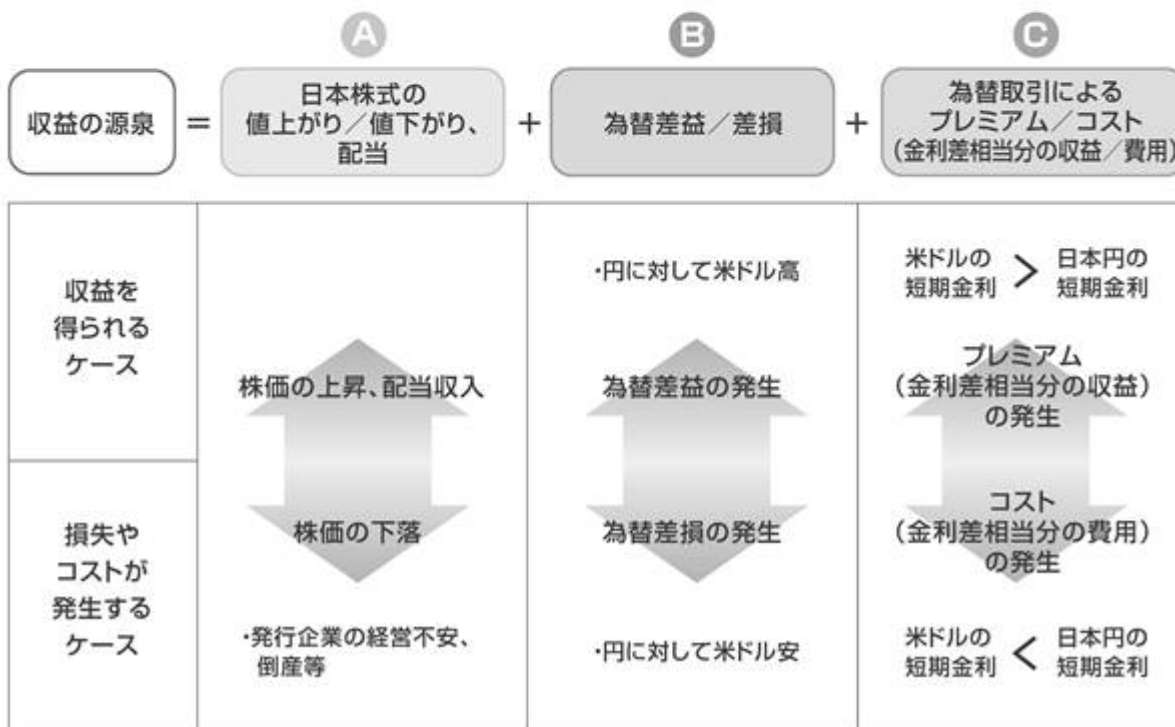 A
B
C
収益の源泉
=
日本株式の
値上がり／値下がり、
配当
+
為替差益／差損
+
為替取引による
プレミアム／コスト
(金利差相当分の収益／費用)
収益を
得られる
ケース
株価の上昇、配当収入
・円に対して米ドル高
為替差益の発生
米ドルの
短期金利
>
日本円の
短期金利
プレミアム
(金利差相当分の収益)
の発生
損失や
コストが
発生する
ケース
株価の下落
・発行企業の経営不安、
倒産等
為替差損の発生
・円に対して米ドル安
コスト
(金利差相当分の費用)
の発生
米ドルの
短期金利
<
日本円の
短期金利